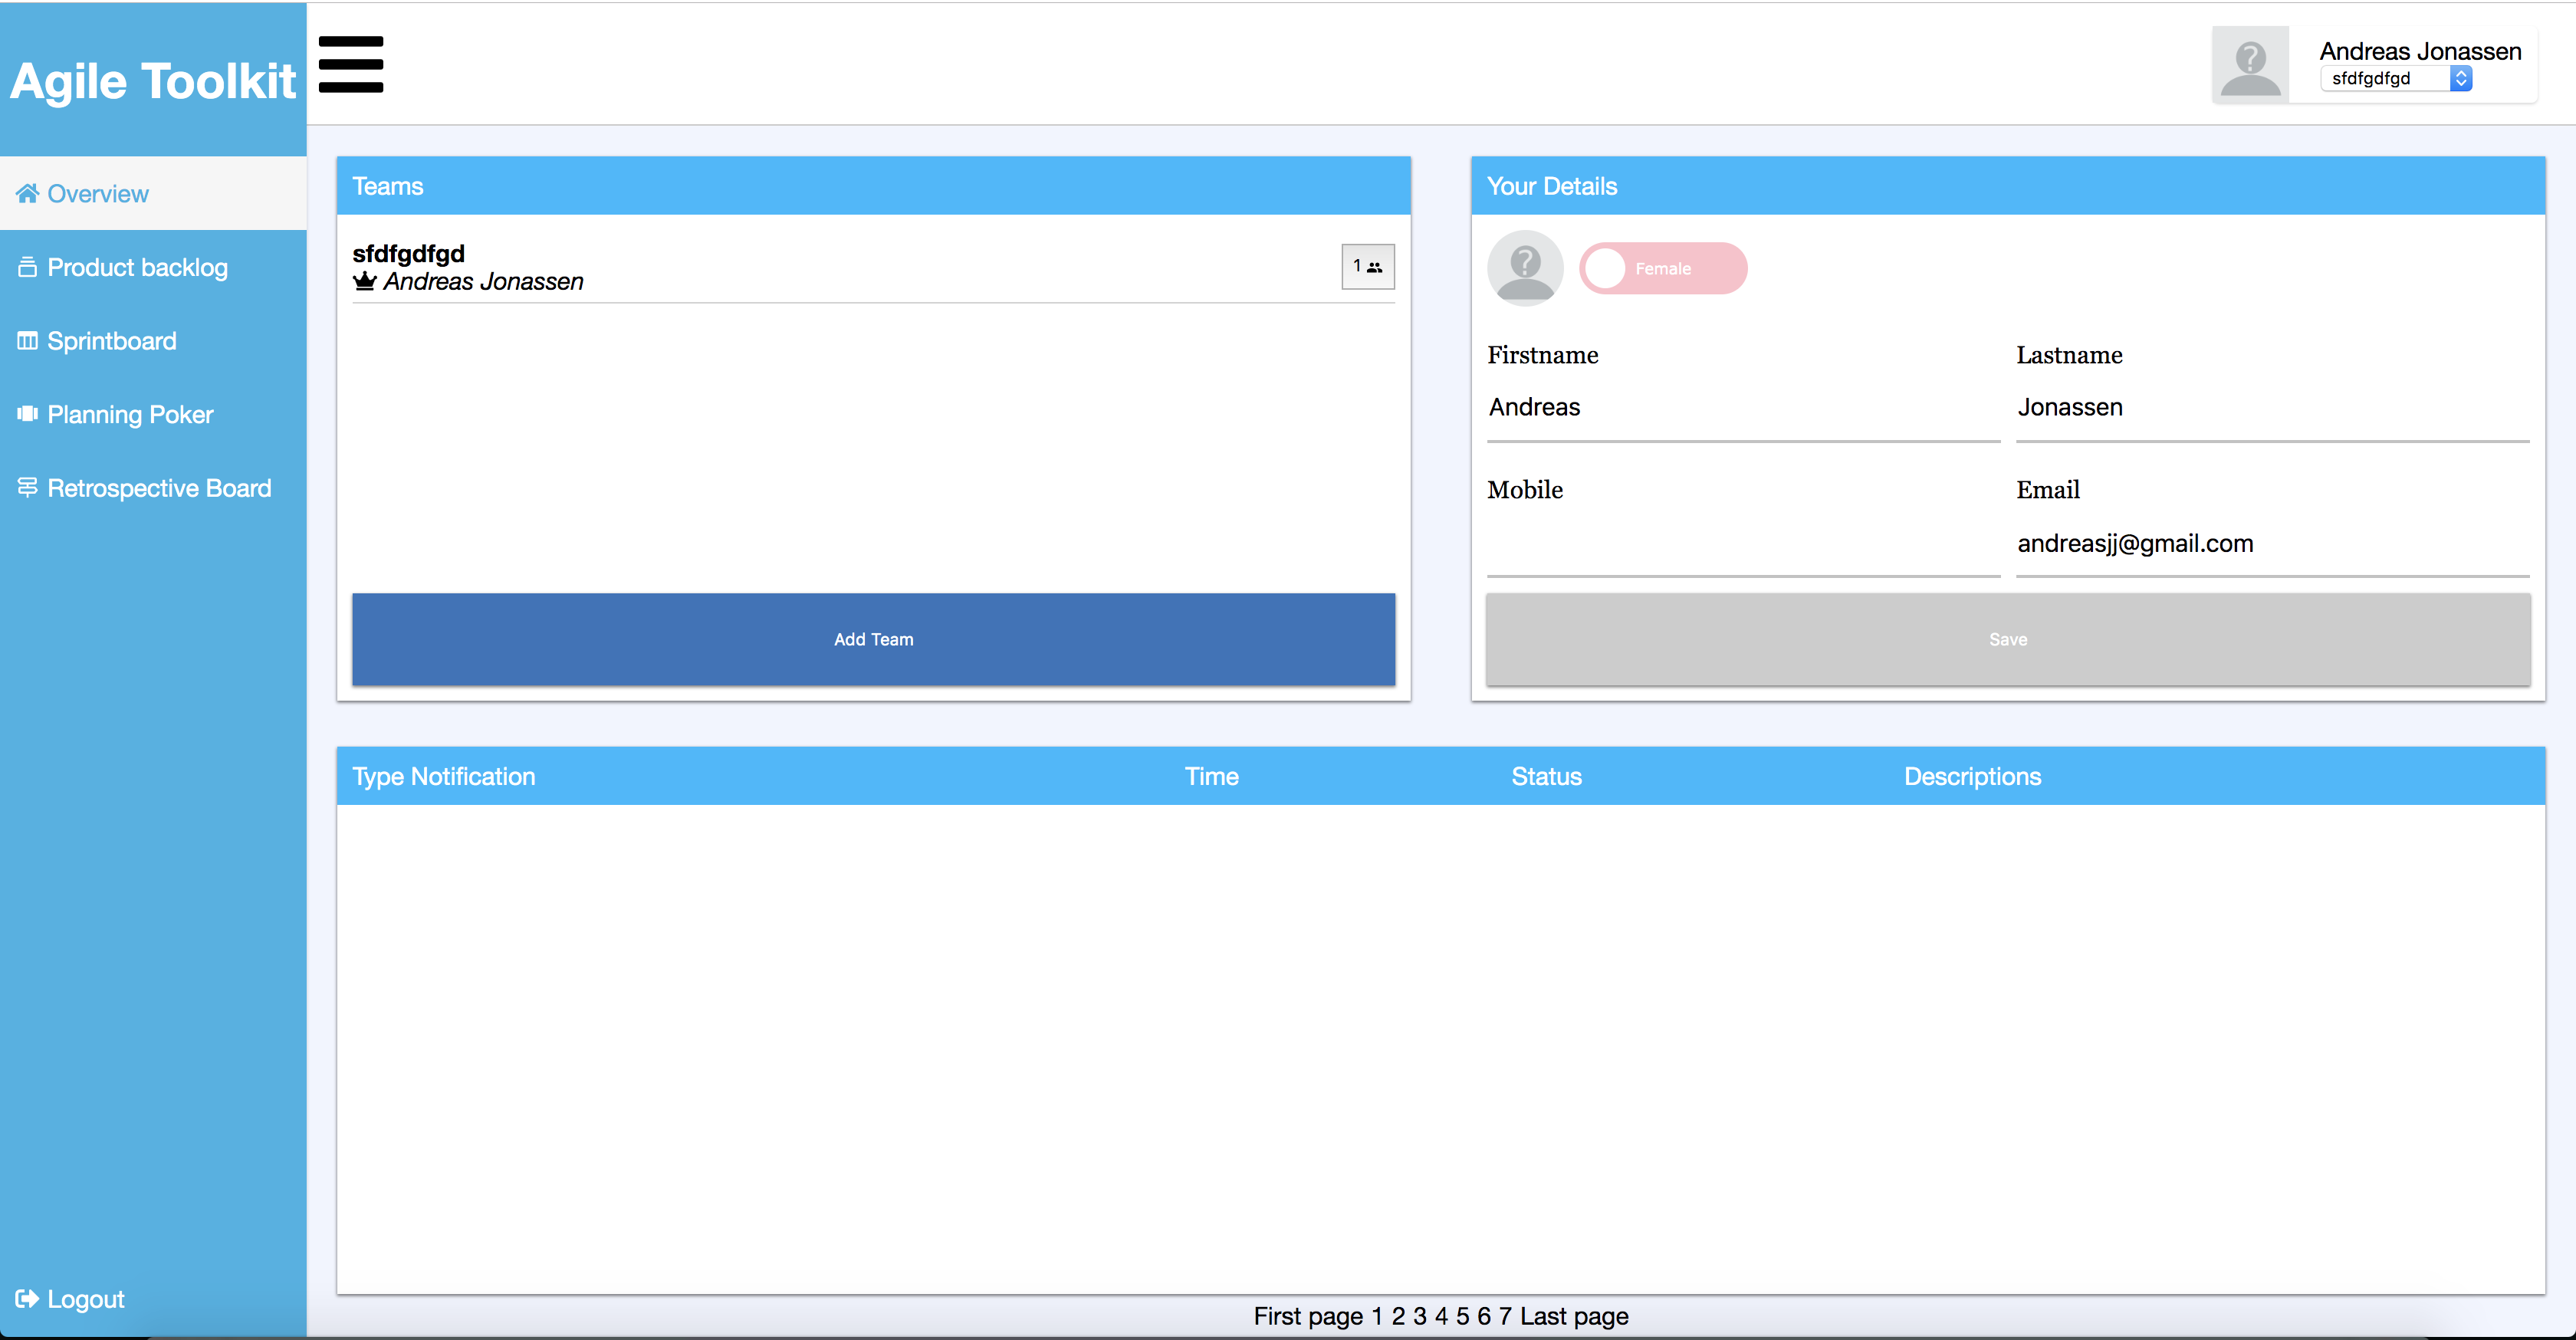 Agile Toolkit
Andreas Jonassen
sfdfgdfgd
Overview
Product backlog
Sprintboard
Planning Poker
Retrospective Board
Logout
Teams
sfdfgdfgd
Andreas Jonassen
1
Add Team
Your Details
Female
Firstname
Lastname
Andreas
Jonassen
Mobile
Email
andreasjj@gmail.com
Save
Type Notification Time Status Descriptions
First page 1 2 3 4 5 6 7 Last page